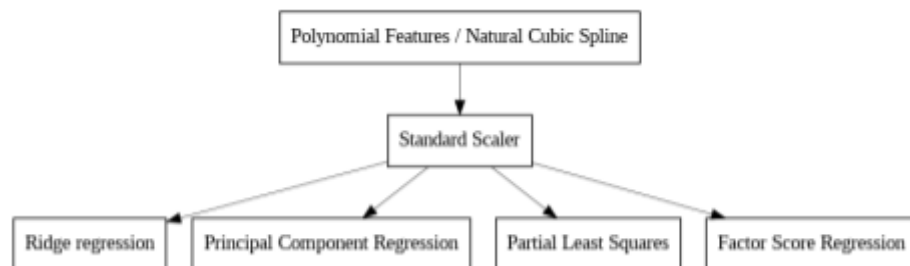 Polynomial Features / Natural Cubic Spline
Standard Scaler
Ridge regression
Principal Component Regression
Partial Least Squares
Factor Score Regression